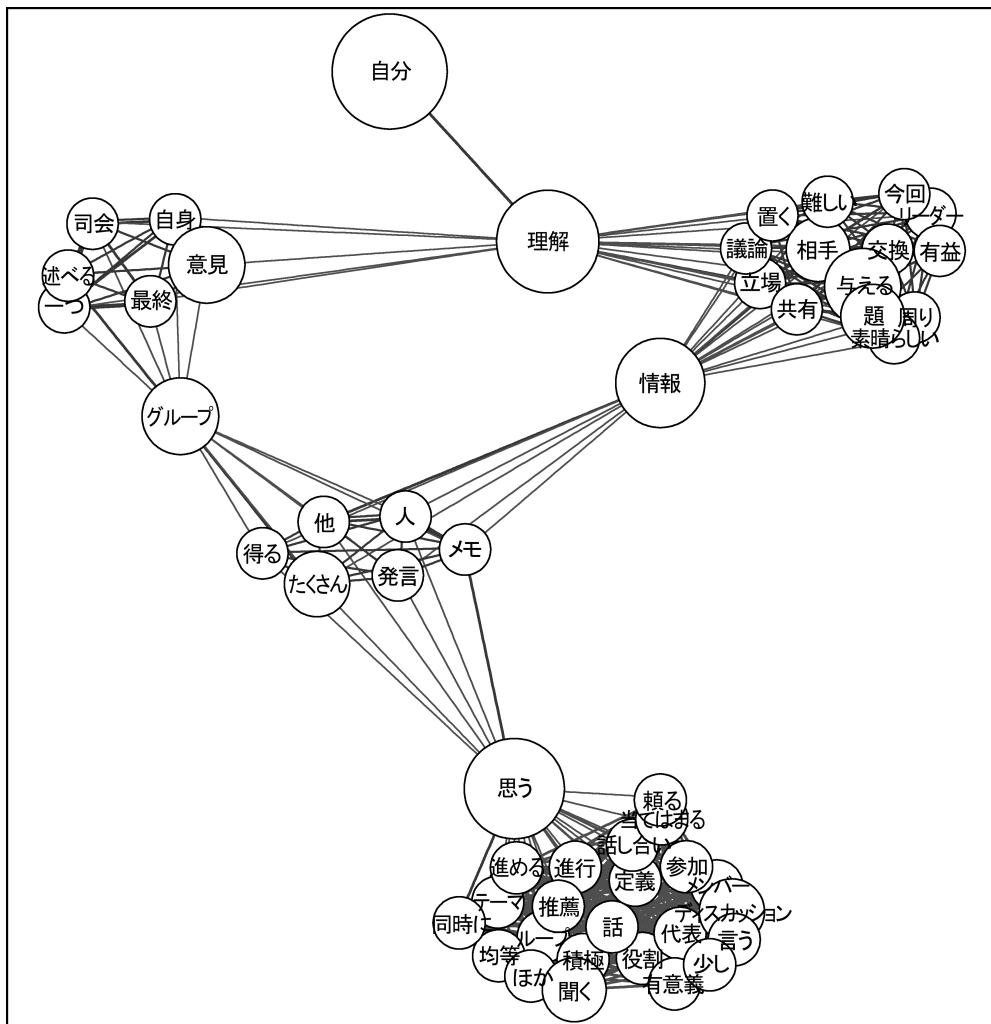 自分
理解
司会
自身
意見
述べる
一つ
最終
今回
難しい
リーダー
置く
議論
相手
交換
有益
立場
与える
共有
題
周り
素晴らしい
情報
グループ
他
人
得る
メモ
たくさん
発言
思う
頼る
当てはまる
話し合い
進める
進行
参加
定義
メンバー
テーマ
推薦
ディスカッション
同時に
話
代表
言う
ループ
均等
積極
役割
少し
ほか
聞く
有意義